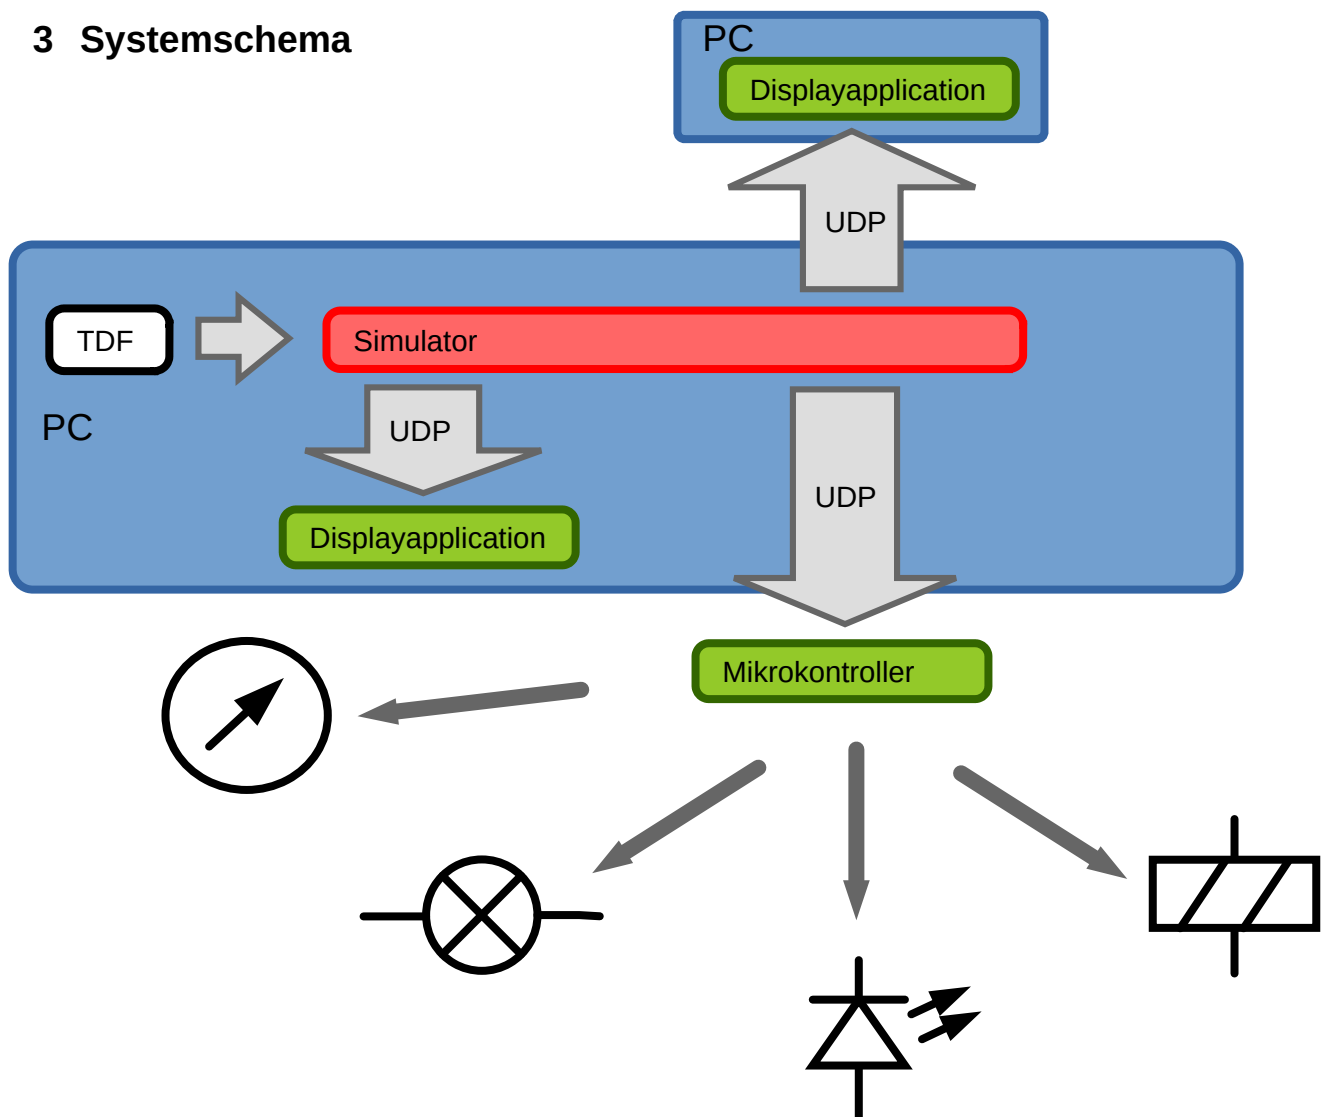 3 Systemschema
PC
Displayapplication
UDP
TDF
Simulator
PC
UDP
UDP
Displayapplication
Mikrokontroller